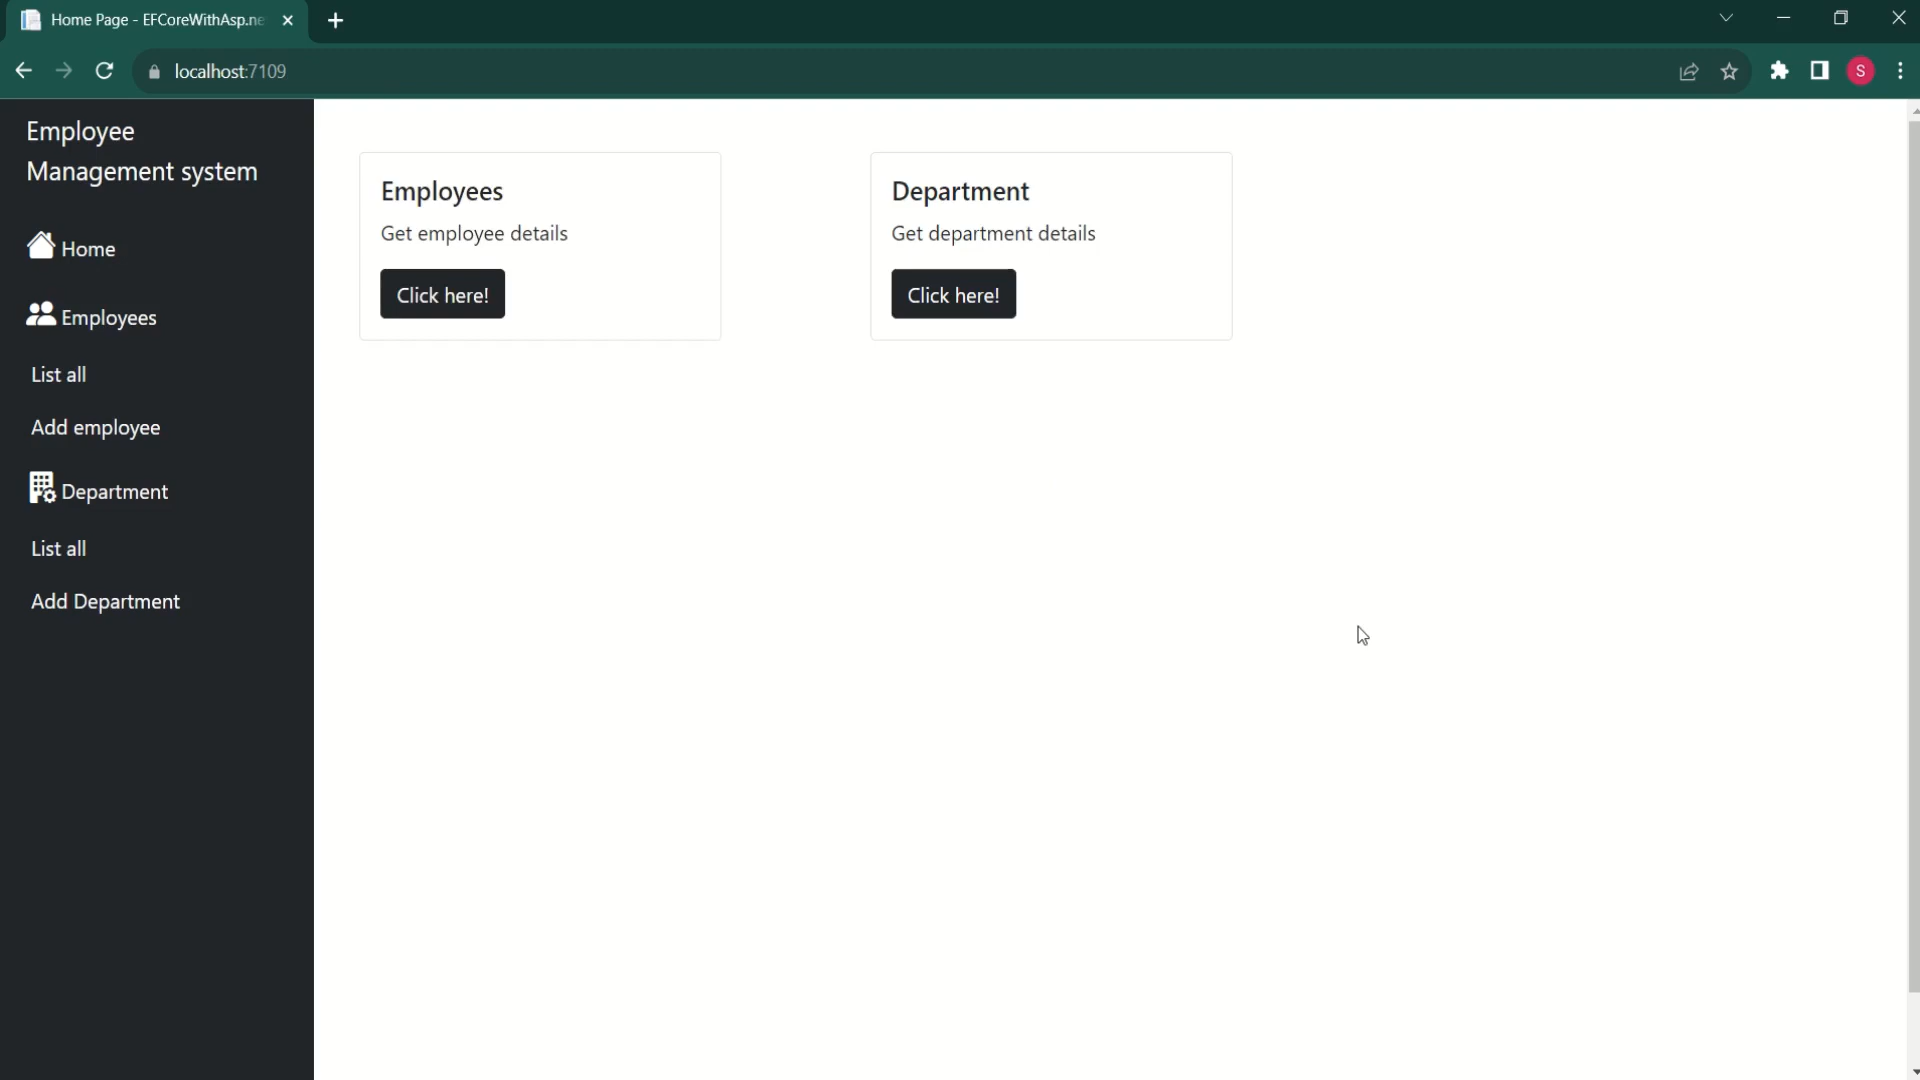 Home Page - EFCoreWithAsp.ne
localhost:7109
S
Employee
Management system
Home
Employees
List all
Add employee
Department
List all
Add Department
Employees
Get employee details
Click here!
Department
Get department details
Click here!